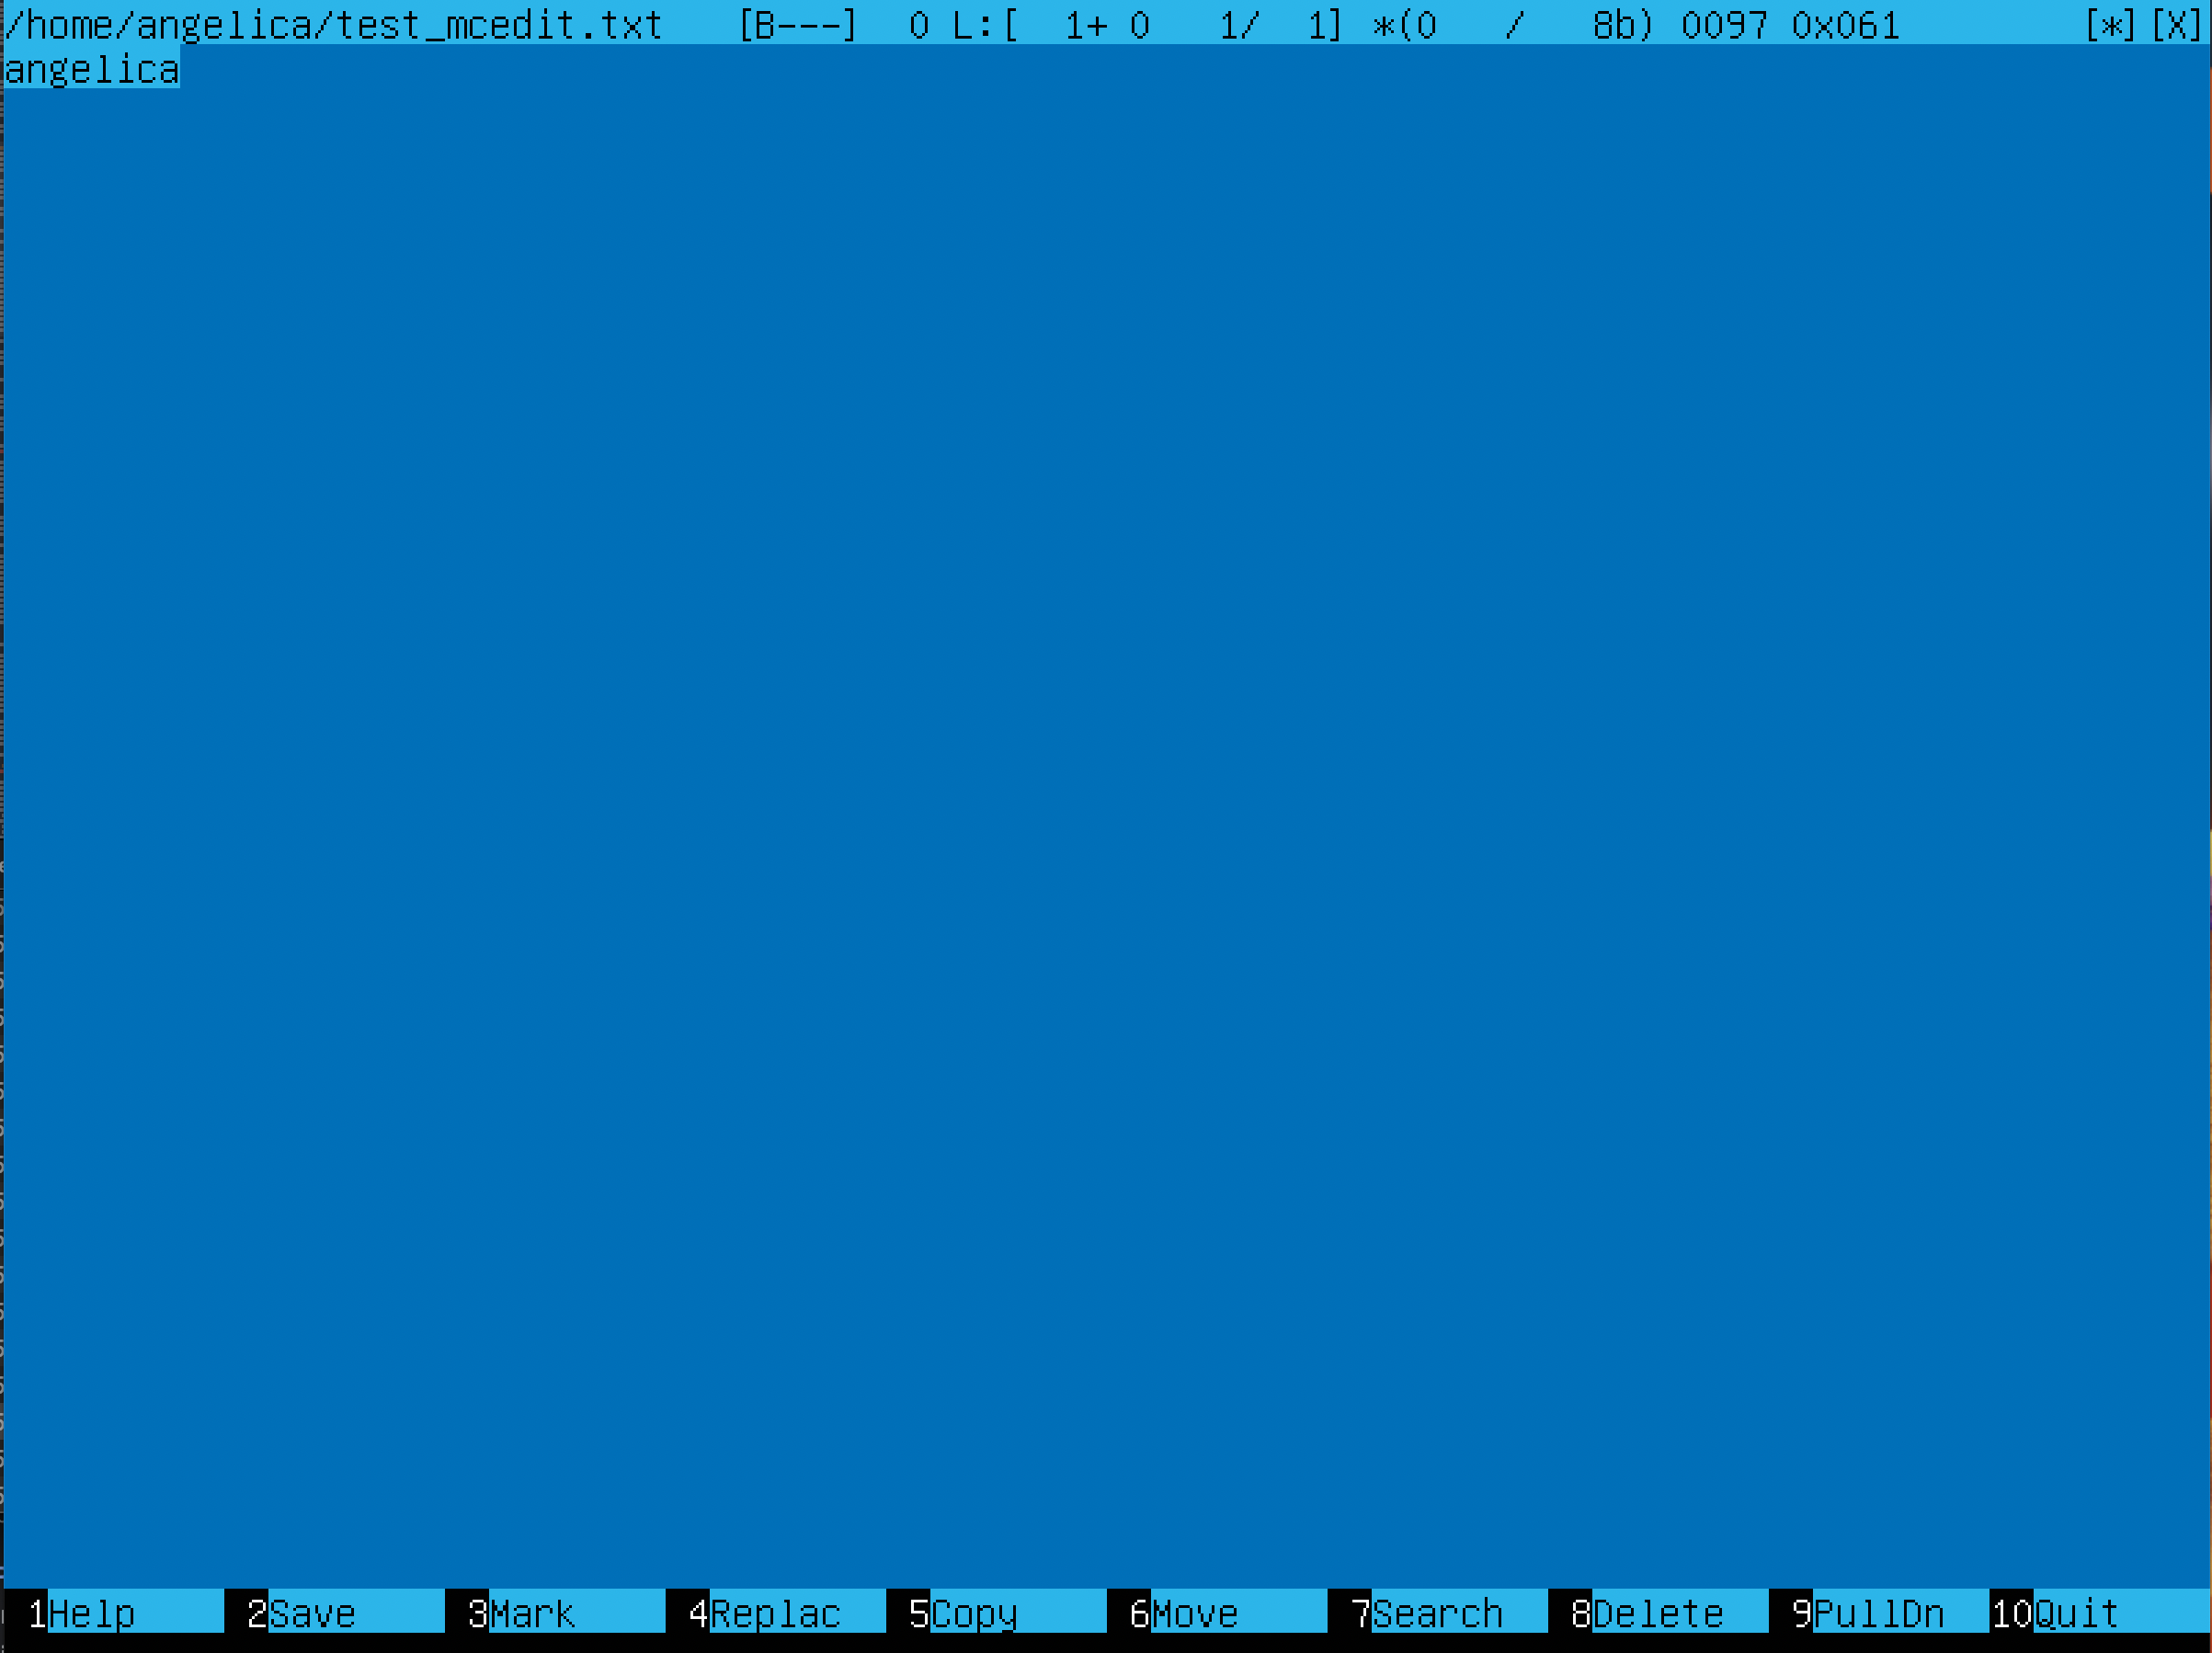 /home/angelica/test_mcedit.txt   [B---]  0 L:[  1+ 0   1/  1] *(0   /   8b) 0097 0x061        [*][X]
angelica
1Help 2Save 3Mark 4Replac 5Copy 6Move 7Search 8Delete 9PullDn 10Quit